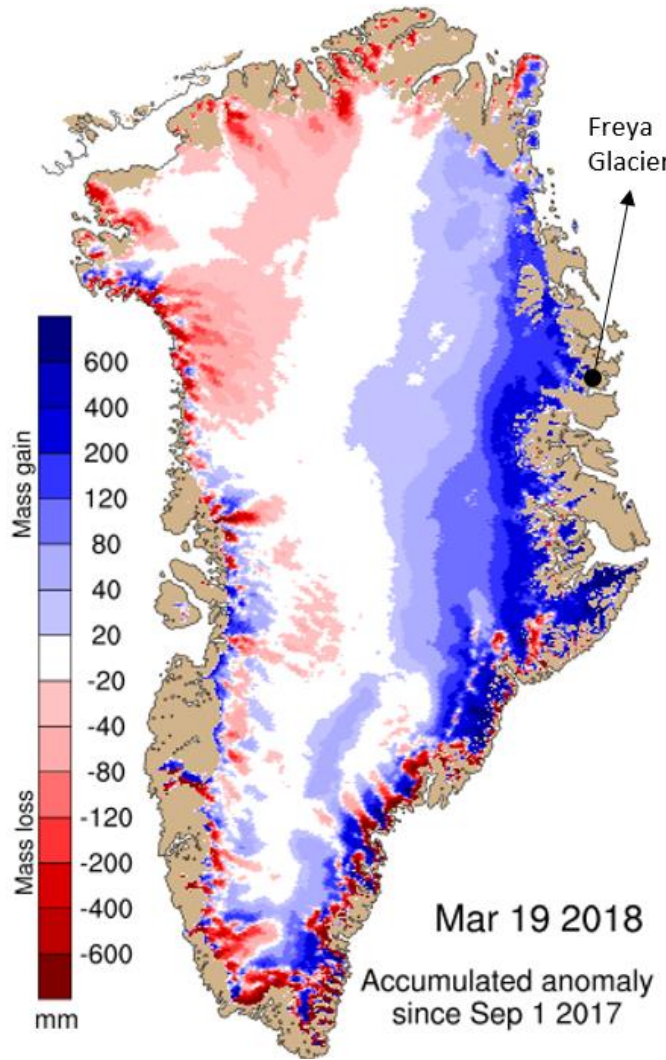 Freya
Glacier
Mass gain
Mass loss
600
400
200
120
80
40
20
-20
-40
-80
-120
-200
-400
-600
mm
Mar 19 2018
Accumulated anomaly
since Sep 1 2017